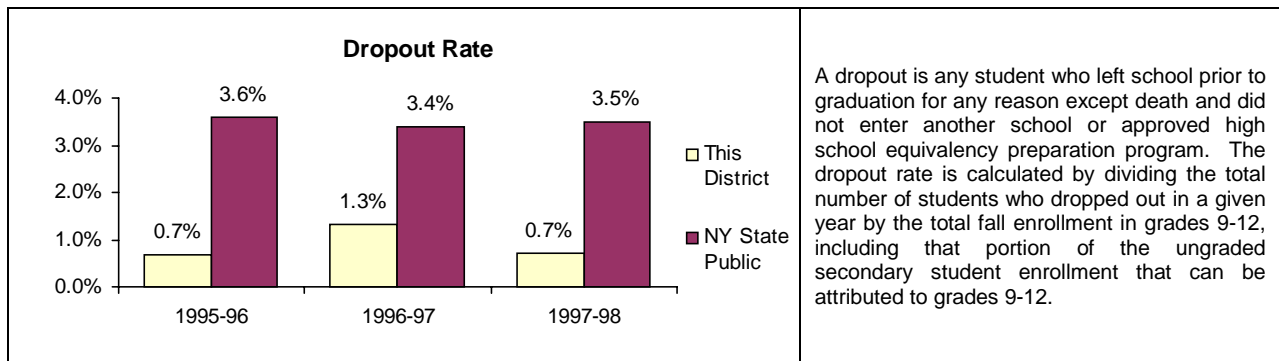 Dropout Rate
4.0%
3.0%
2.0%
1.0%
0.0%
0.7%
3.6%
1.3%
3.4%
0.7%
3.5%
1995-96
1996-97
1997-98
This
District
NY State
Public
A dropout is any student who left school prior to
graduation for any reason except death and did
not enter another school or approved high
school equivalency preparation program. The
dropout rate is calculated by dividing the total
number of students who dropped out in a given
year by the total fall enrollment in grades 9-12,
including that portion of the ungraded
secondary student enrollment that can be
attributed to grades 9-12.